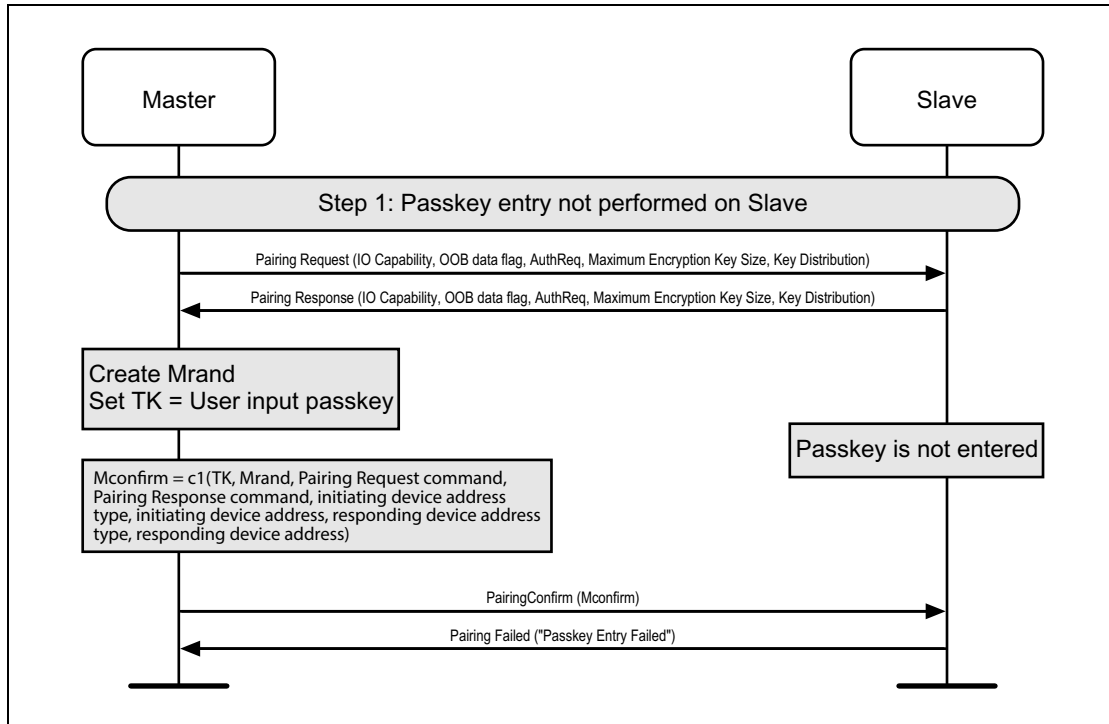 Master
Slave
Step 1: Passkey entry not performed on Slave
Pairing Request (IO Capability, OOB data flag, AuthReq, Maximum Encryption Key Size, Key Distribution)
Pairing Response (IO Capability, OOB data flag, AuthReq, Maximum Encryption Key Size, Key Distribution)
Create Mrand
Set TK = User input passkey
Passkey is not entered
Mconfirm = c1(TK, Mrand, Pairing Request command,
Pairing Response command, initiating device address
type, initiating device address, responding device address
type, responding device address)
PairingConfirm (Mconfirm)
Pairing Failed ("Passkey Entry Failed")